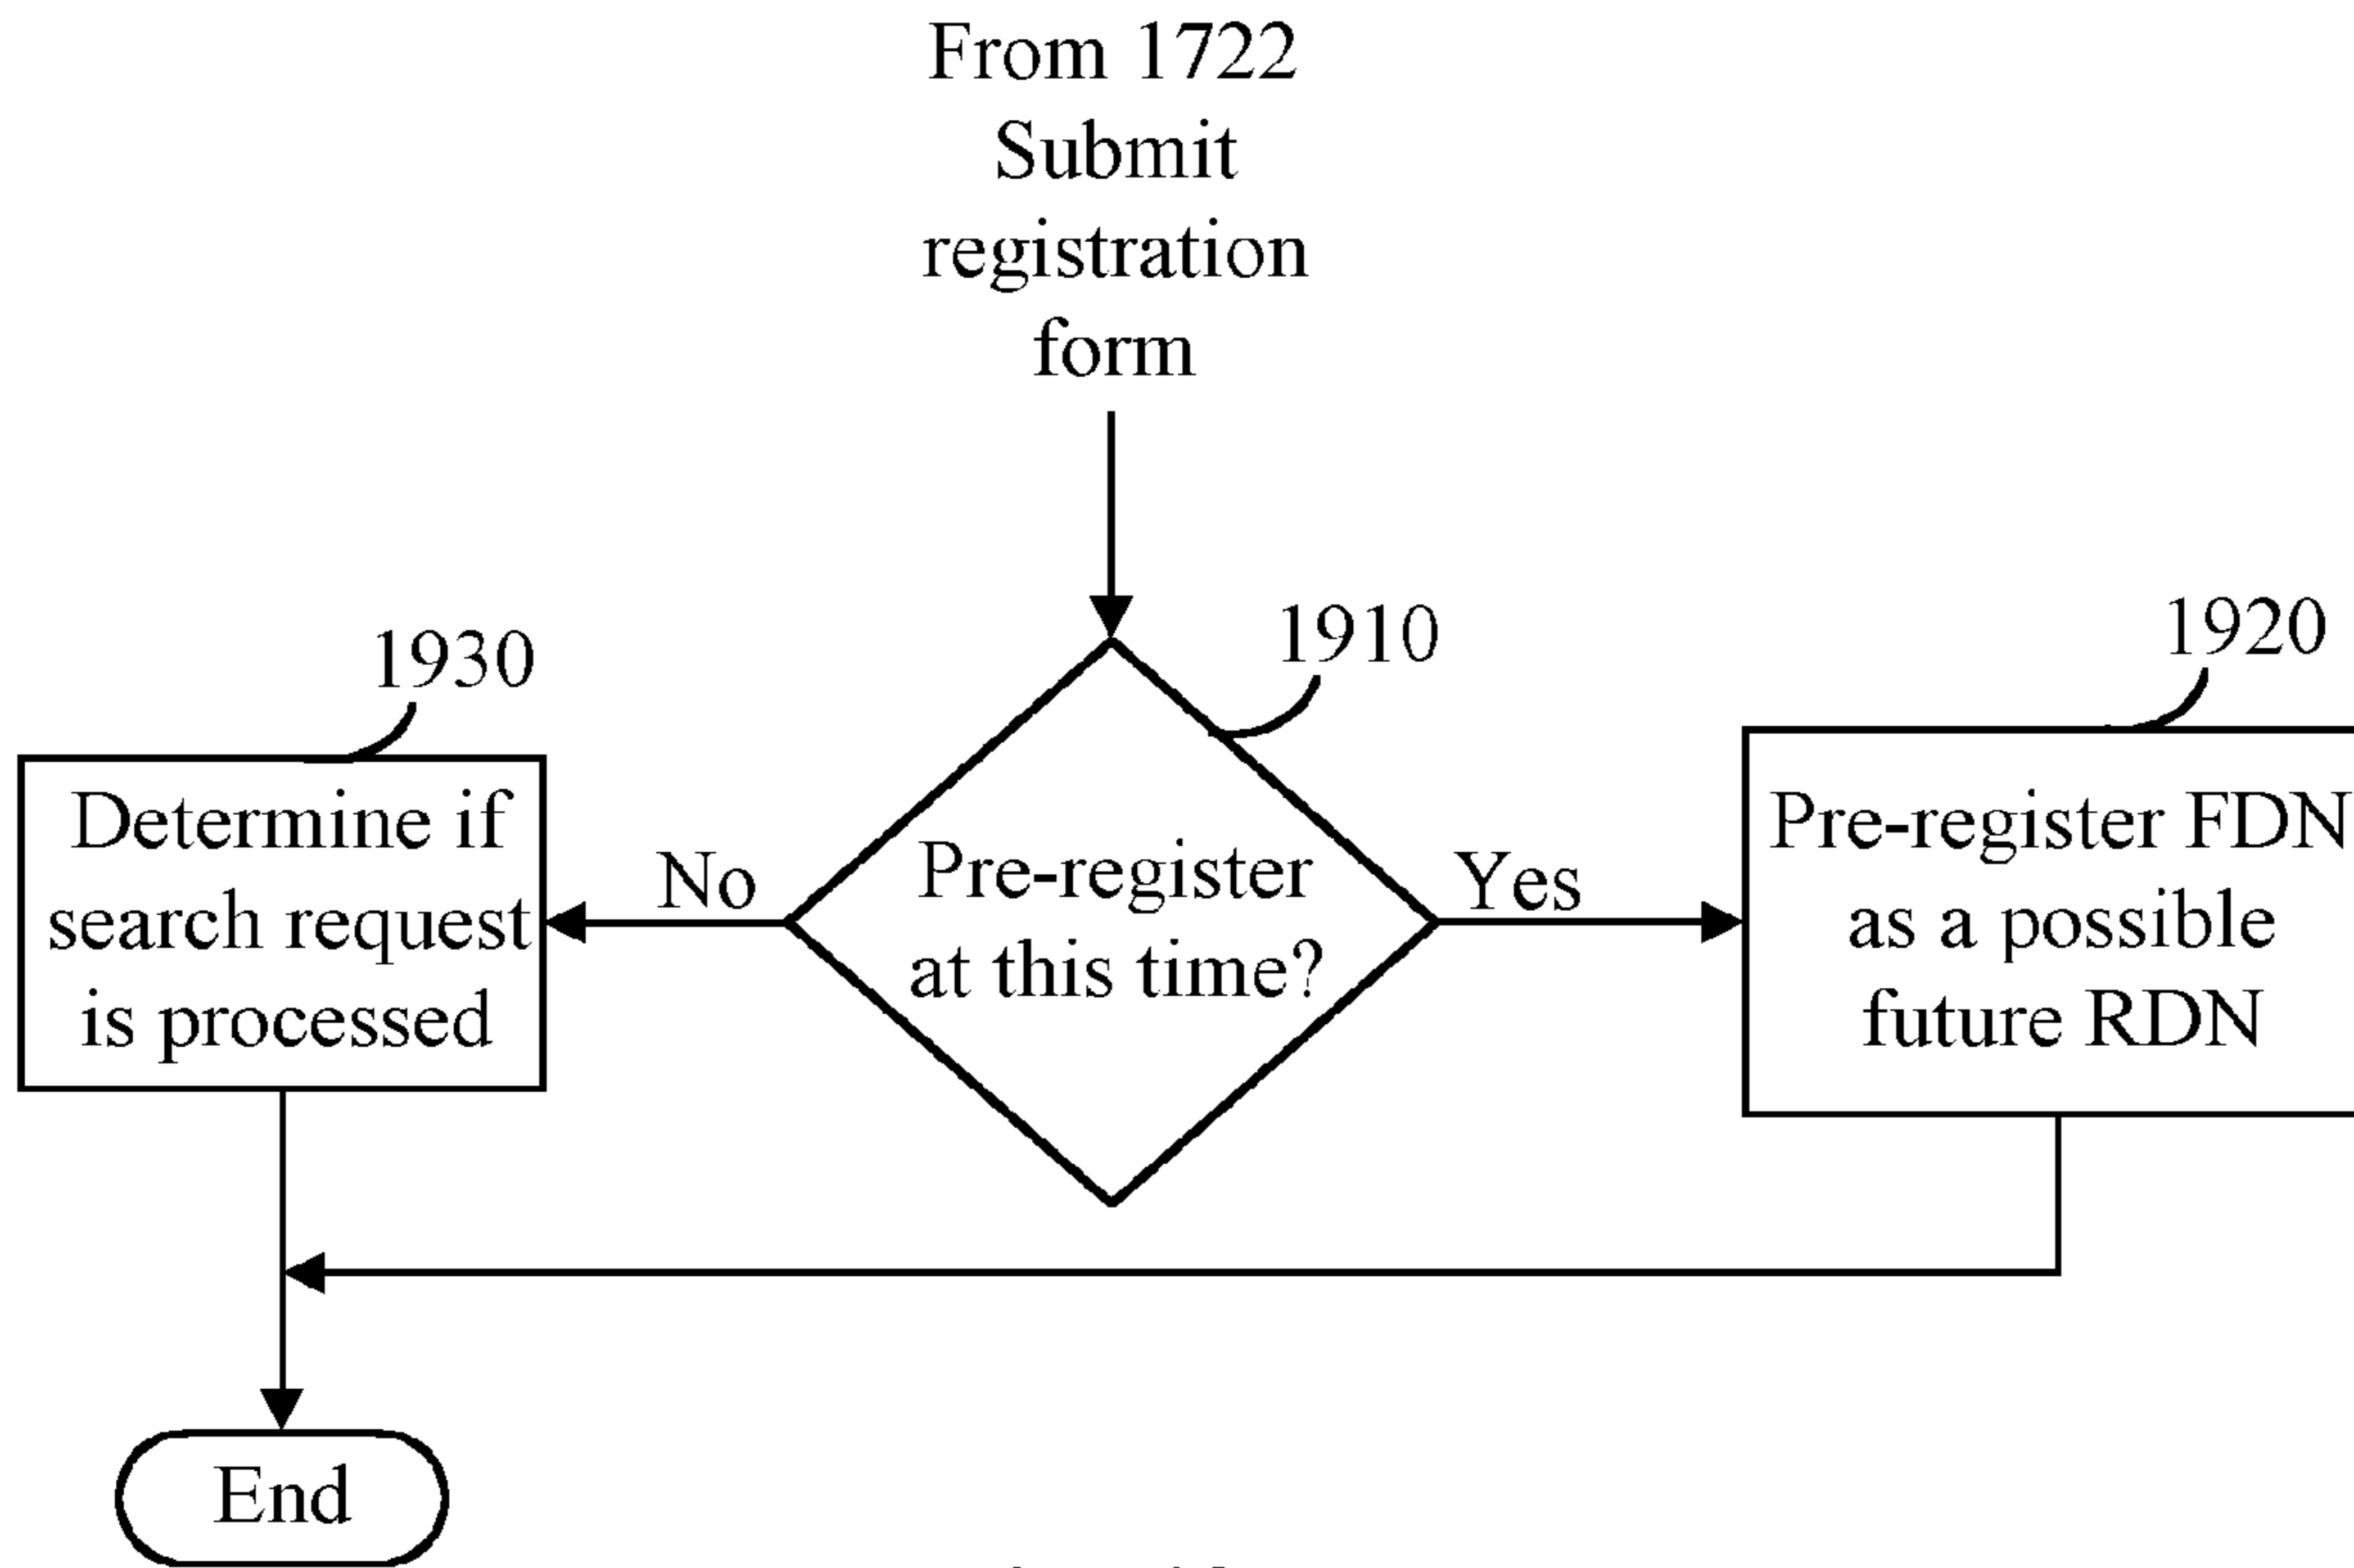 From 1722
Submit
registration
form
1910
1920
1930
Determine if
search request
is processed
No
Pre-register
at this time?
Yes
Pre-register FDN
as a possible
future RDN
End